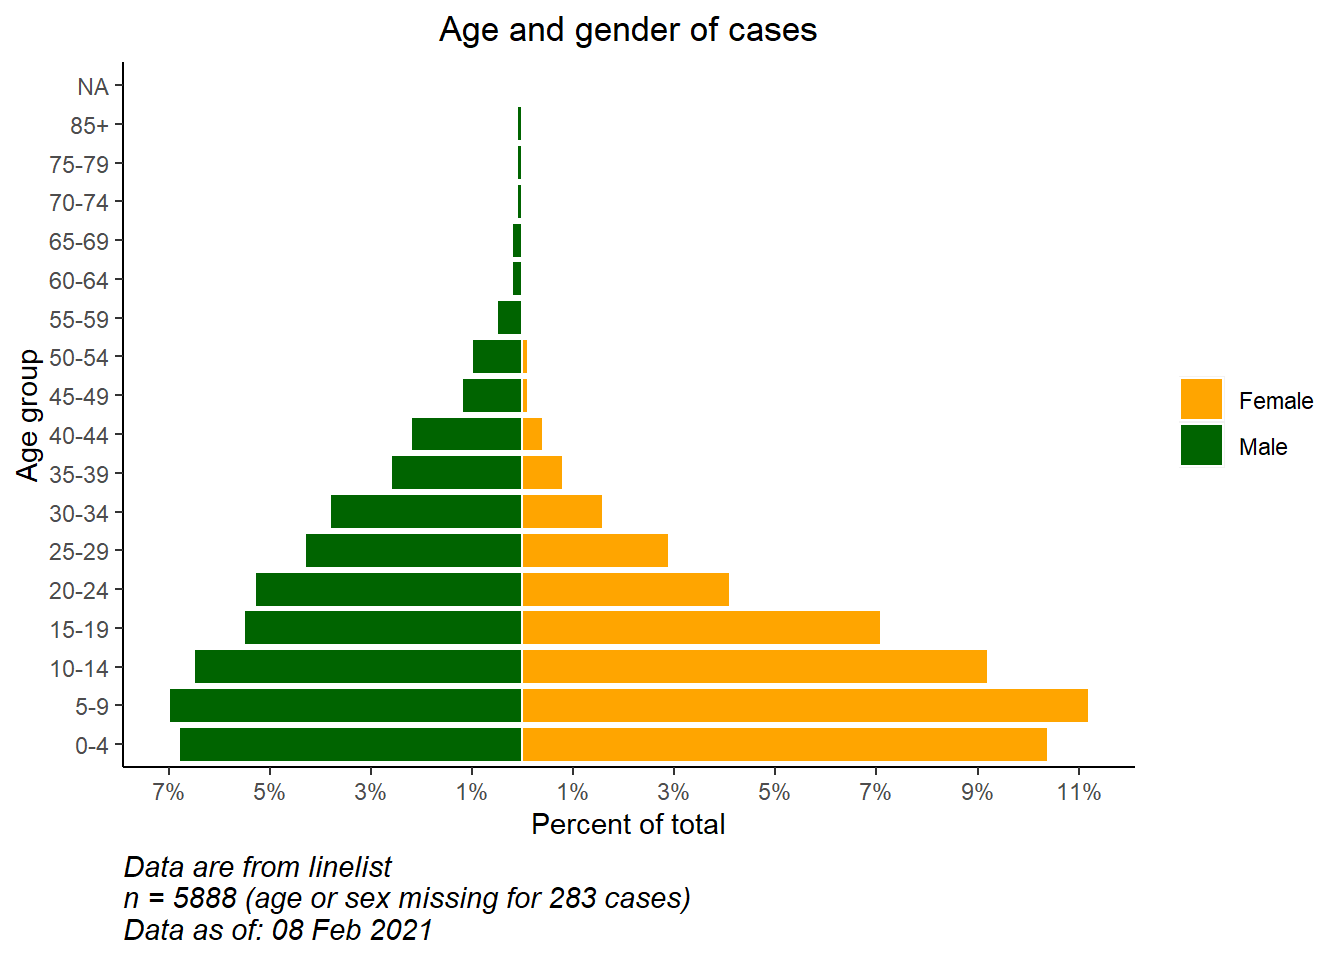 Age and gender of cases
NA
85+
75-79
70-74
65-69
60-64
55-59
50-54
45-49
40-44
35-39
30-34
25-29
20-24
15-19
10-14
5-9
0-4
Age group
7% 5% 3% 1% 1% 3% 5% 7% 9% 11%
Percent of total
Female
Male
Data are from linelist
n = 5888 (age or sex missing for 283 cases)
Data as of: 08 Feb 2021